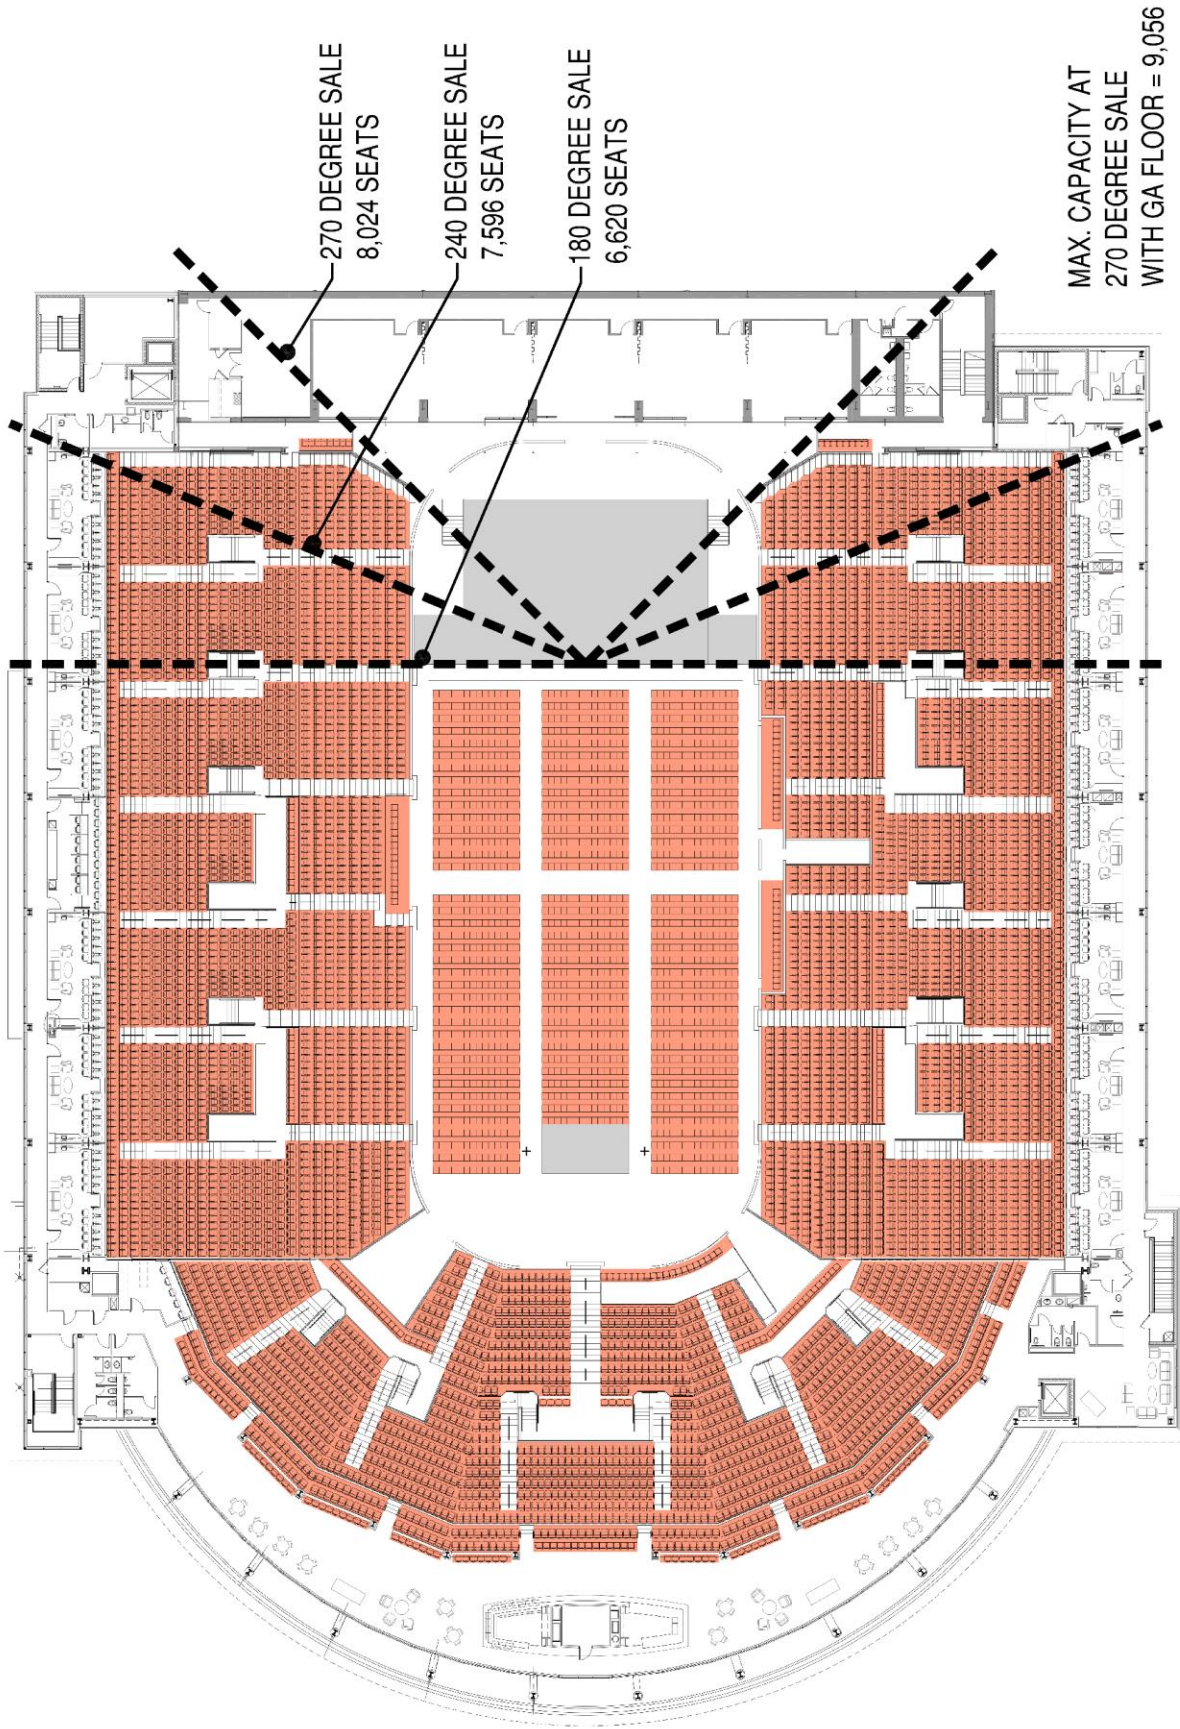 270 DEGREE SALE
8,024 SEATS
240 DEGREE SALE
7,596 SEATS
180 DEGREE SALE
6,620 SEATS
MAX. CAPACITY AT
270 DEGREE SALE
WITH GA FLOOR = 9,056